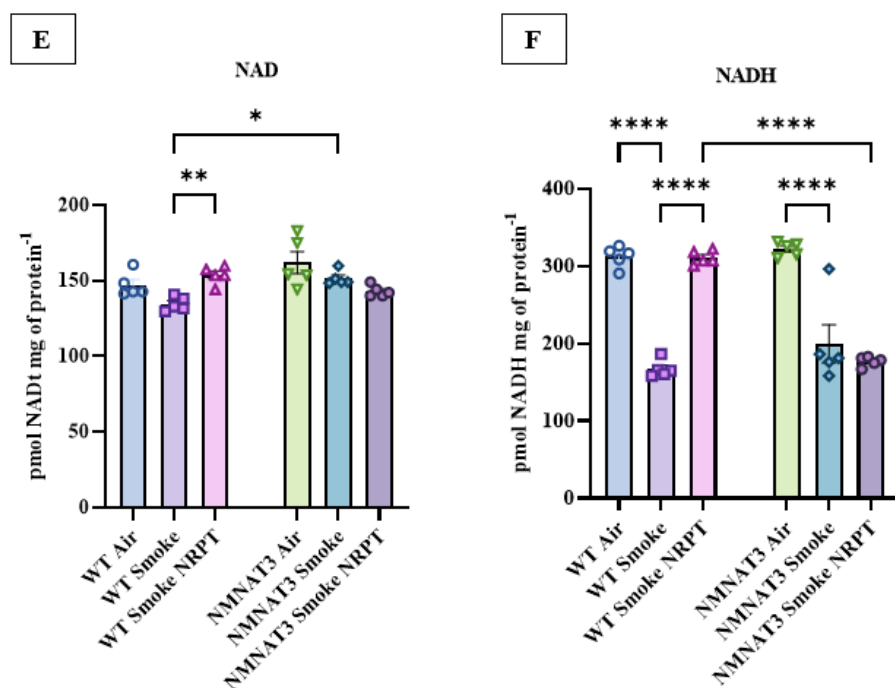 E
NAD
*
**
200
150
100
50
0
pmol NADt mg of protein⁻¹
WT Air
WT Smoke
WT Smoke NRPT
NMNAT3 Air
NMNAT3 Smoke
NMNAT3 Smoke NRPT
F
NADH
**** ****
**** ****
400
300
200
100
0
pmol NADH mg of protein⁻¹
WT Air
WT Smoke
WT Smoke NRPT
NMNAT3 Air
NMNAT3 Smoke
NMNAT3 Smoke NRPT